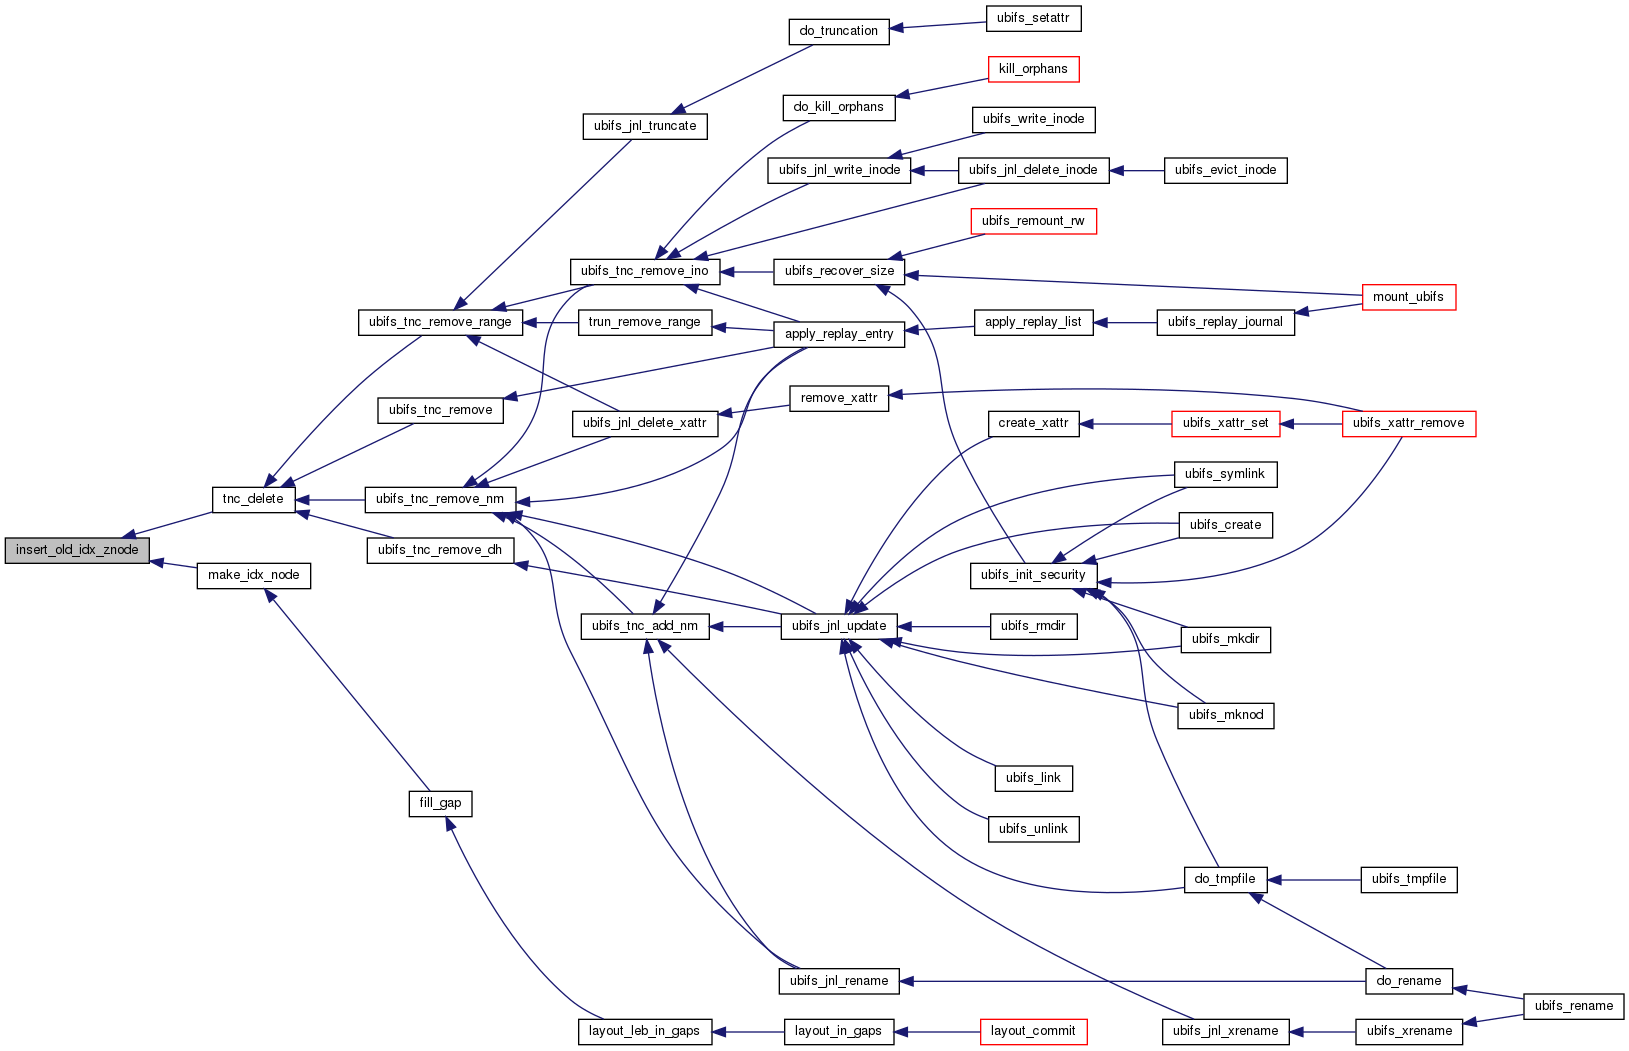 do_truncation
ubifs_setattr
kill_orphans
do_kill_orphans
ubifs_write_inode
ubifs_jnl_truncate
ubifs_jnl_write_inode
ubifs_jnl_delete_inode
ubifs_evict_inode
ubifs_remount_rw
ubifs_tnc_remove_ino
ubifs_recover_size
mount_ubifs
ubifs_tnc_remove_range
trun_remove_range
apply_replay_entry
apply_replay_list
ubifs_replay_journal
remove_xattr
ubifs_tnc_remove
ubifs_jnl_delete_xattr
create_xattr
ubifs_xattr_set
ubifs_xattr_remove
ubifs_symlink
tnc_delete
ubifs_tnc_remove_nm
ubifs_create
insert_old_idx_znode
ubifs_tnc_remove_dh
make_idx_node
ubifs_init_security
ubifs_tnc_add_nm
ubifs_jnl_update
ubifs_rmdir
ubifs_mkdir
ubifs_mknod
ubifs_link
fill_gap
ubifs_unlink
do_tmpfile
ubifs_tmpfile
ubifs_jnl_rename
do_rename
ubifs_rename
layout_leb_in_gaps
layout_in_gaps
layout_commit
ubifs_jnl_xrename
ubifs_xrename